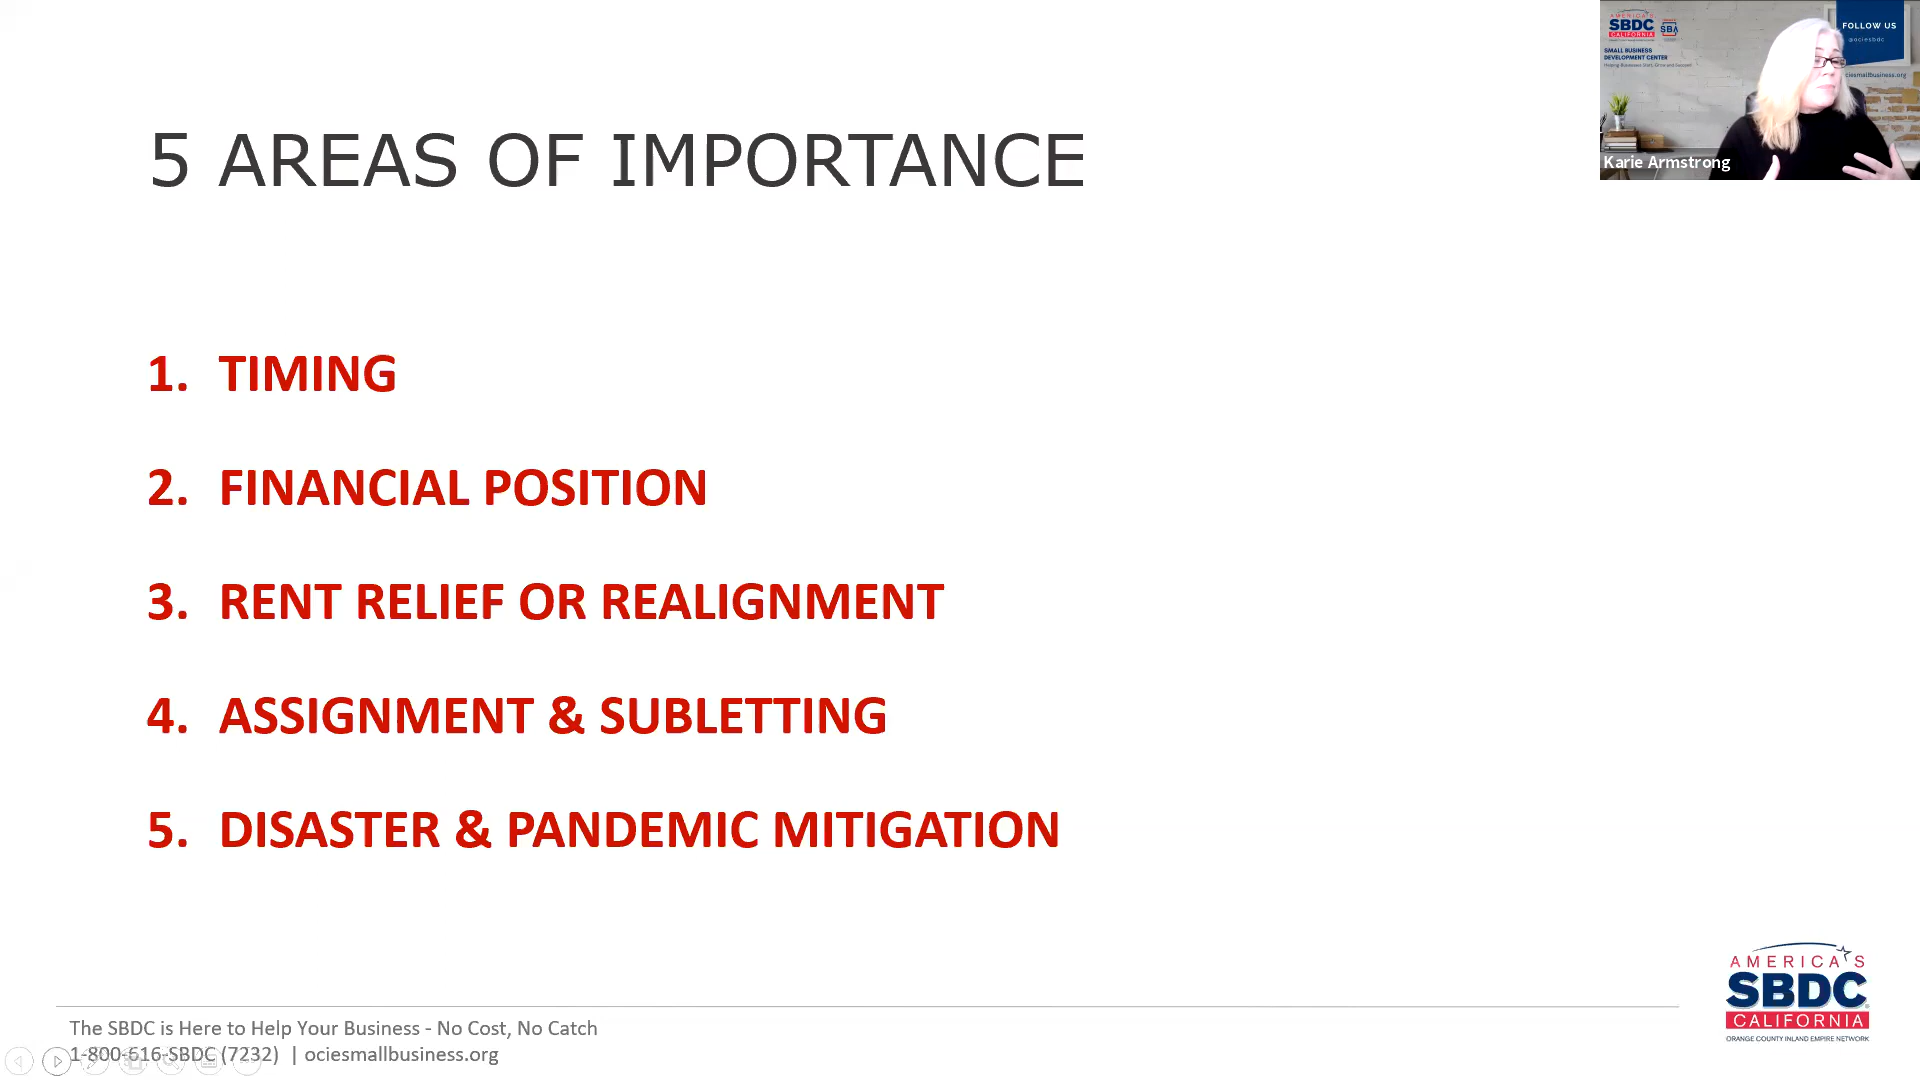 5 AREAS OF IMPORTANCE
1. TIMING
2. FINANCIAL POSITION
3. RENT RELIEF OR REALIGNMENT
4. ASSIGNMENT & SUBLETTING
5. DISASTER & PANDEMIC MITIGATION
AMERICA'S
SBDC
CALIFORNIA
SBA
SMALL BUSINESS
DEVELOPMENT CENTER
Helping Businesses Start, Grow and Succeed
FOLLOW US
@ociesbdc
ociesmallbusiness.org
Karie Armstrong
The SBDC is Here to Help Your Business - No Cost, No Catch
1-800-616-SBDC (7232) | ociesmallbusiness.org
AMERICA'S
SBDC
CALIFORNIA
ORANGE COUNTY INLAND EMPIRE NETWORK